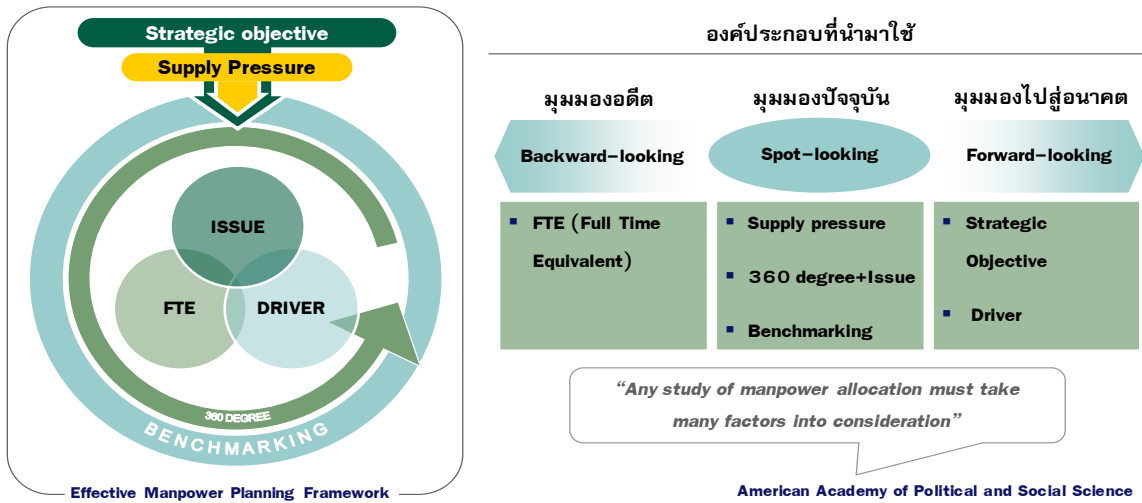 Strategic objective
Supply Pressure
ISSUE
FTE
DRIVER
360 DEGREE
BENCHMARKING
Effective Manpower Planning Framework
องค์ประกอบที่นำมาใช้
มุมมองอดีต
มุมมองปัจจุบัน
มุมมองไปสู่อนาคต
Backward-looking
Spot-looking
Forward-looking
▪ FTE (Full Time
Equivalent)
▪ Supply pressure
▪ 360 degree+Issue
▪ Benchmarking
▪ Strategic
Objective
▪ Driver
“Any study of manpower allocation must take
many factors into consideration”
American Academy of Political and Social Science